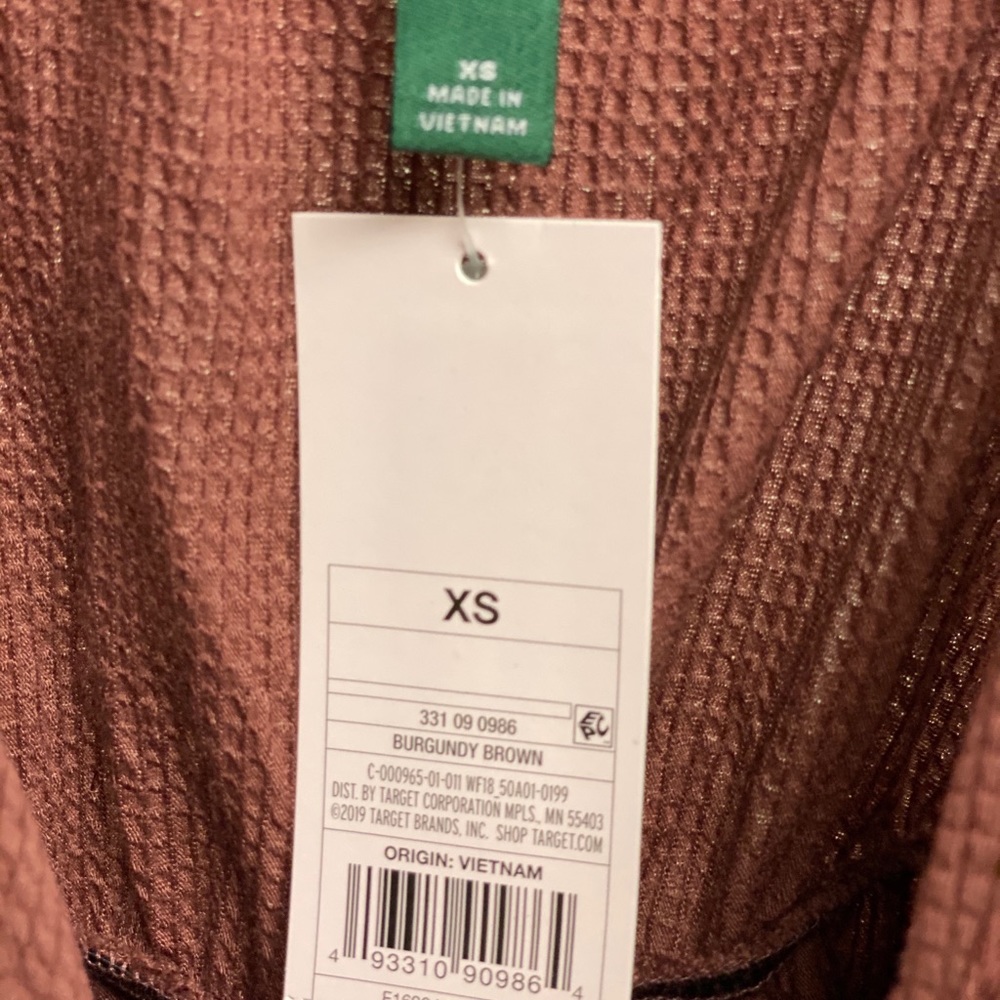 XS
MADE IN
VIETNAM
XS
331 09 0986
EPC
BURGUNDY BROWN
C-000965-01-011 WF18_50A01-0199
DIST. BY TARGET CORPORATION MPLS., MN 55403
©2019 TARGET BRANDS, INC. SHOP TARGET.COM
ORIGIN: VIETNAM
4 93310 90986 4